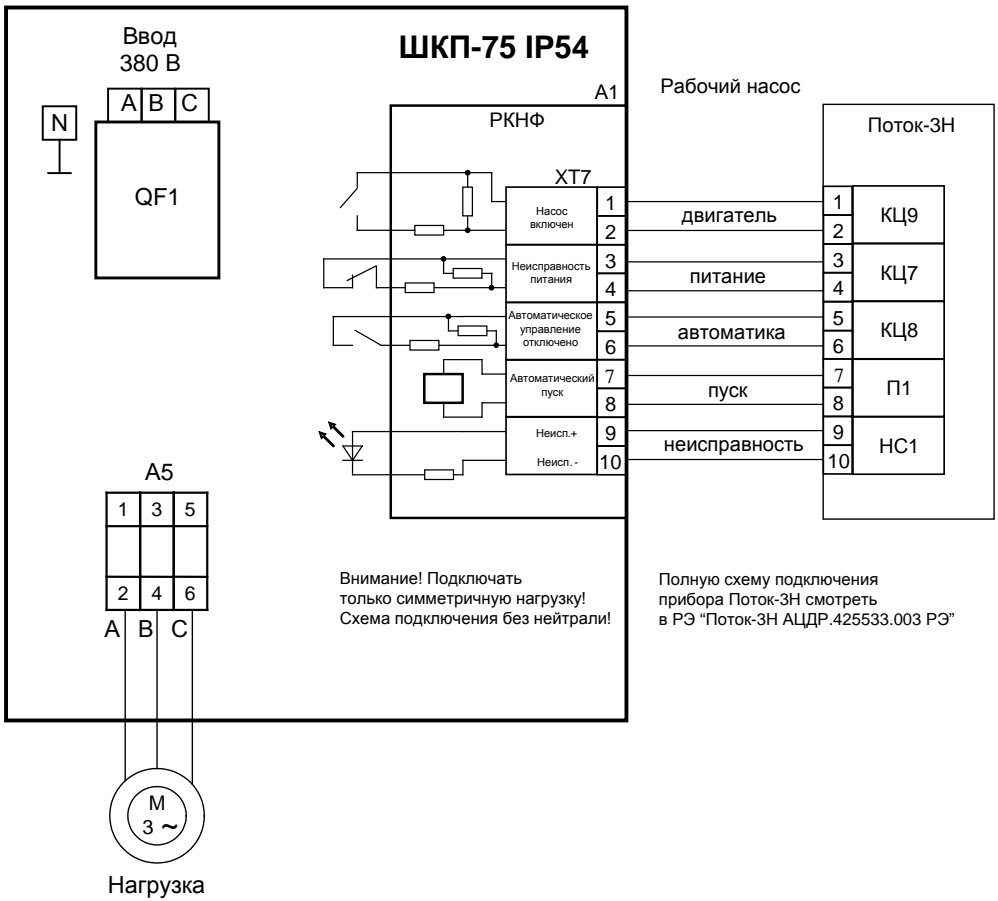 Ввод
380 В
ШКП-75 IP54
A B C
N
QF1
A1
РКНФ
XT7
Рабочий насос
Поток-3Н
Насос
включен
1
2
двигатель
1
2
КЦ9
Неисправность
питания
3
4
питание
3
4
КЦ7
Автоматическое
управление
отключено
5
6
автоматика
5
6
КЦ8
Автоматический
пуск
7
8
пуск
7
8
П1
Неисп.+
Неисп. -
9
10
неисправность
9
10
НС1
A5
1 3 5
2 4 6
A B C
Внимание! Подключать
только симметричную нагрузку!
Схема подключения без нейтрали!
Полную схему подключения
прибора Поток-3Н смотреть
в РЭ “Поток-3Н АЦДР.425533.003 РЭ”
М
3 ~
Нагрузка